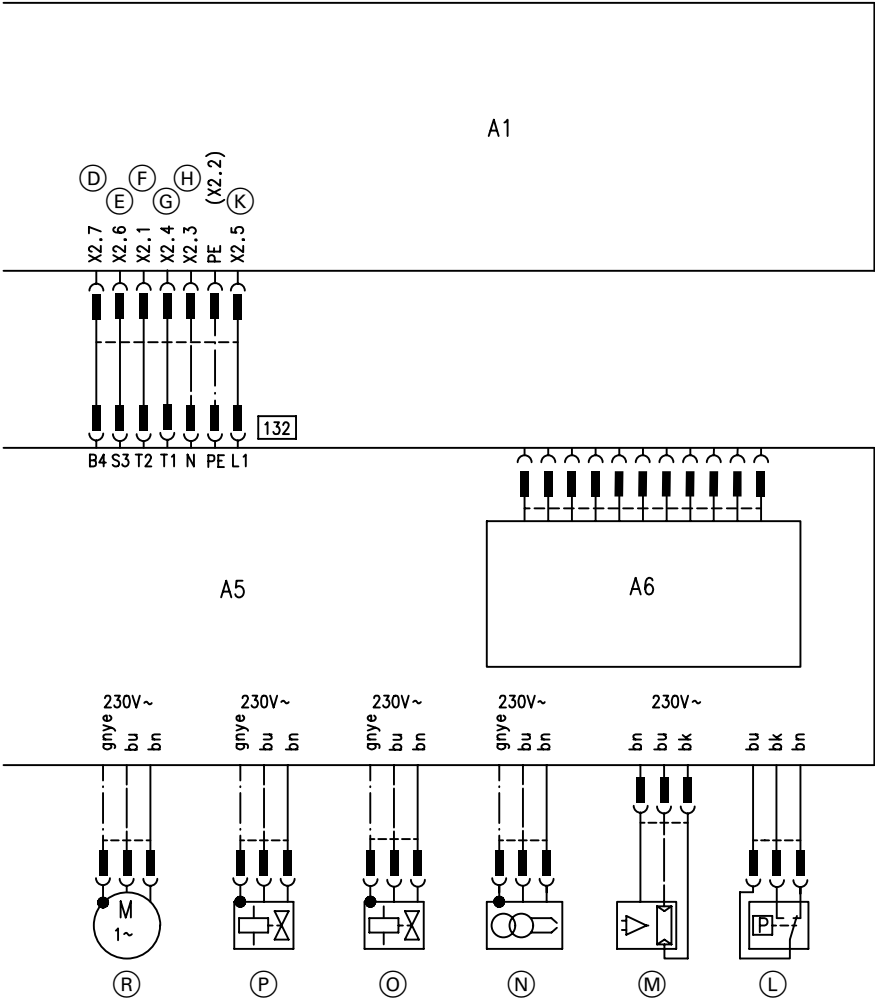 A1
D F H (X2.2)
E G K
X2.7 X2.6 X2.1 X2.4 X2.3 PE X2.5
132
B4 S3 T2 T1 N PE L1
A5
A6
230V~ 230V~ 230V~ 230V~ 230V~
gnye bu bn gnye bu bn gnye bu bn gnye bu bn bn bu bk bu bk bn
M
1~
P
R P O N M L